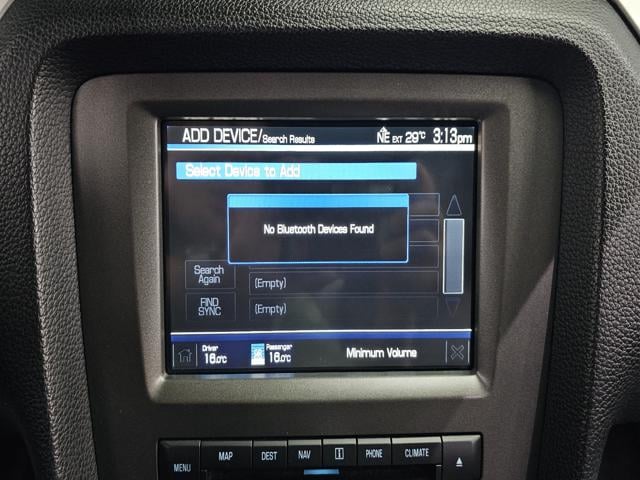 ADD DEVICE/Search Results NE EXT 29°C 3:13pm
Select Device to Add
No Bluetooth Devices Found
Search Again
(Empty)
FIND SYNC
(Empty)
Driver 16.0°C
Passenger 16.0°C
Minimum Volume
MENU MAP DEST NAV i PHONE CLIMATE